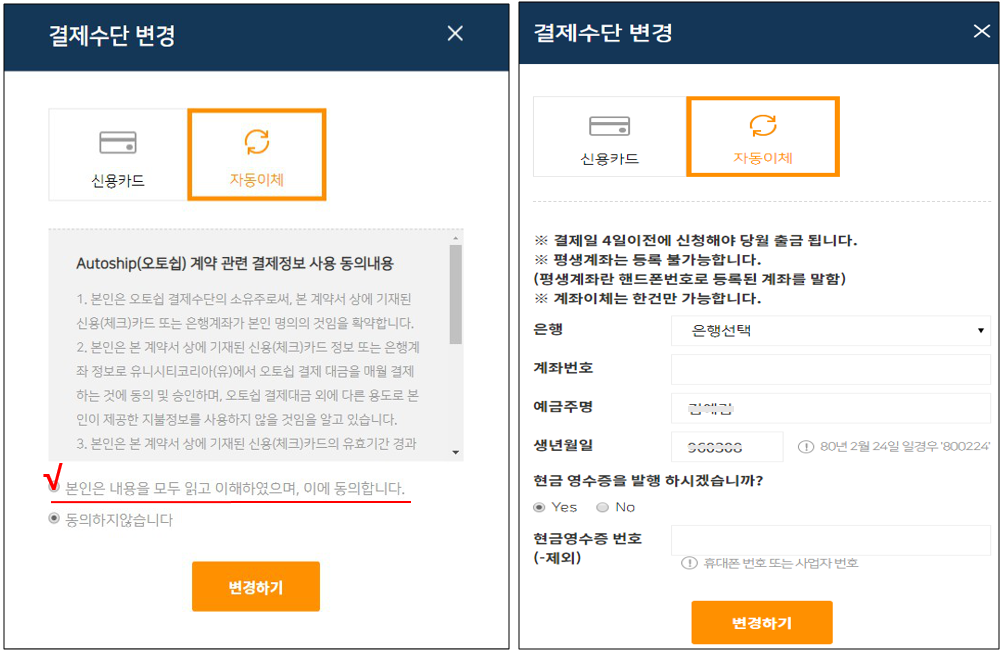 결제수단 변경
신용카드
자동이체
Autoship(오토쉽) 계약 관련 결제정보 사용 동의내용
1. 본인은 오토쉽 결제수단의 소유주로써, 본 계약서 상에 기재된
신용(체크)카드 또는 은행계좌가 본인 명의의 것임을 확약합니다.
2. 본인은 본 계약서 상에 기재된 신용(체크)카드 정보 또는 은행계
좌 정보로 유니시티코리아(유)에서 오토쉽 결제 대금을 매월 결제
하는 것에 동의 및 승인하며, 오토쉽 결제대금 외에 다른 용도로 본
인이 제공한 지불정보를 사용하지 않을 것임을 알고 있습니다.
3. 본인은 본 계약서 상에 기재된 신용(체크)카드의 유효기간 경과
√ 본인은 내용을 모두 읽고 이해하였으며, 이에 동의합니다.
동의하지않습니다
변경하기
결제수단 변경
신용카드
자동이체
※ 결제일 4일이전에 신청해야 당월 출금 됩니다.
※ 평생계좌는 등록 불가능합니다.
(평생계좌란 핸드폰번호로 등록된 계좌를 말함)
※ 계좌이체는 한건만 가능합니다.
은행 은행선택
계좌번호
예금주명
생년월일 80년 2월 24일 일경우 '800224'
현금 영수증을 발행 하시겠습니까?
Yes No
현금영수증 번호
(-제외)
휴대폰 번호 또는 사업자 번호
변경하기